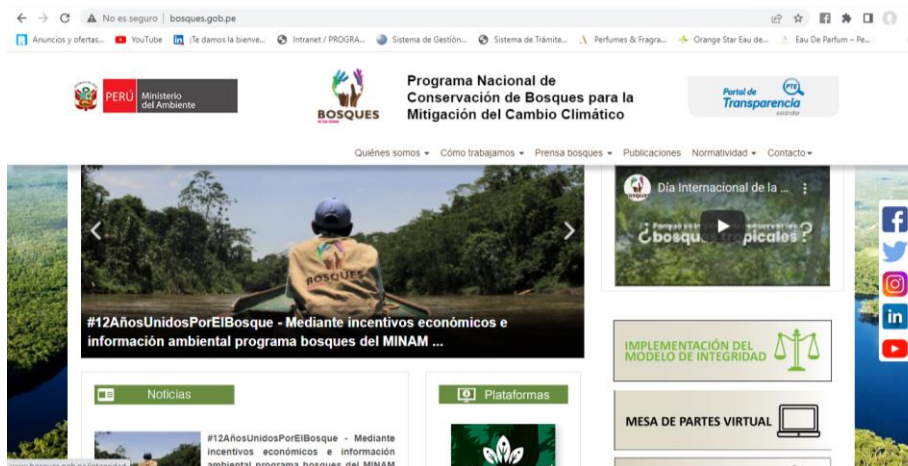 No es seguro | bosques.gob.pe
Anuncios y ofertas... YouTube ¡Te damos la bienve... Intranet / PROGRA... Sistema de Gestión... Sistema de Trámite... Perfumes & Fragra... Orange Star Eau de... Eau De Parfum – Pe...
PERÚ Ministerio
del Ambiente
BOSQUES
Programa Nacional de
Conservación de Bosques para la
Mitigación del Cambio Climático
Portal de
Transparencia
estándar
PTE
Quiénes somos Cómo trabajamos Prensa bosques Publicaciones Normatividad Contacto
BOSQUES
#12AñosUnidosPorElBosque - Mediante incentivos económicos e
información ambiental programa bosques del MINAM ...
Día Internacional de la ...
bosques tropicales?
IMPLEMENTACIÓN DEL
MODELO DE INTEGRIDAD
MESA DE PARTES VIRTUAL
Noticias
Plataformas
#12AñosUnidosPorElBosque - Mediante
incentivos económicos e información
ambiental programa bosques del MINAM